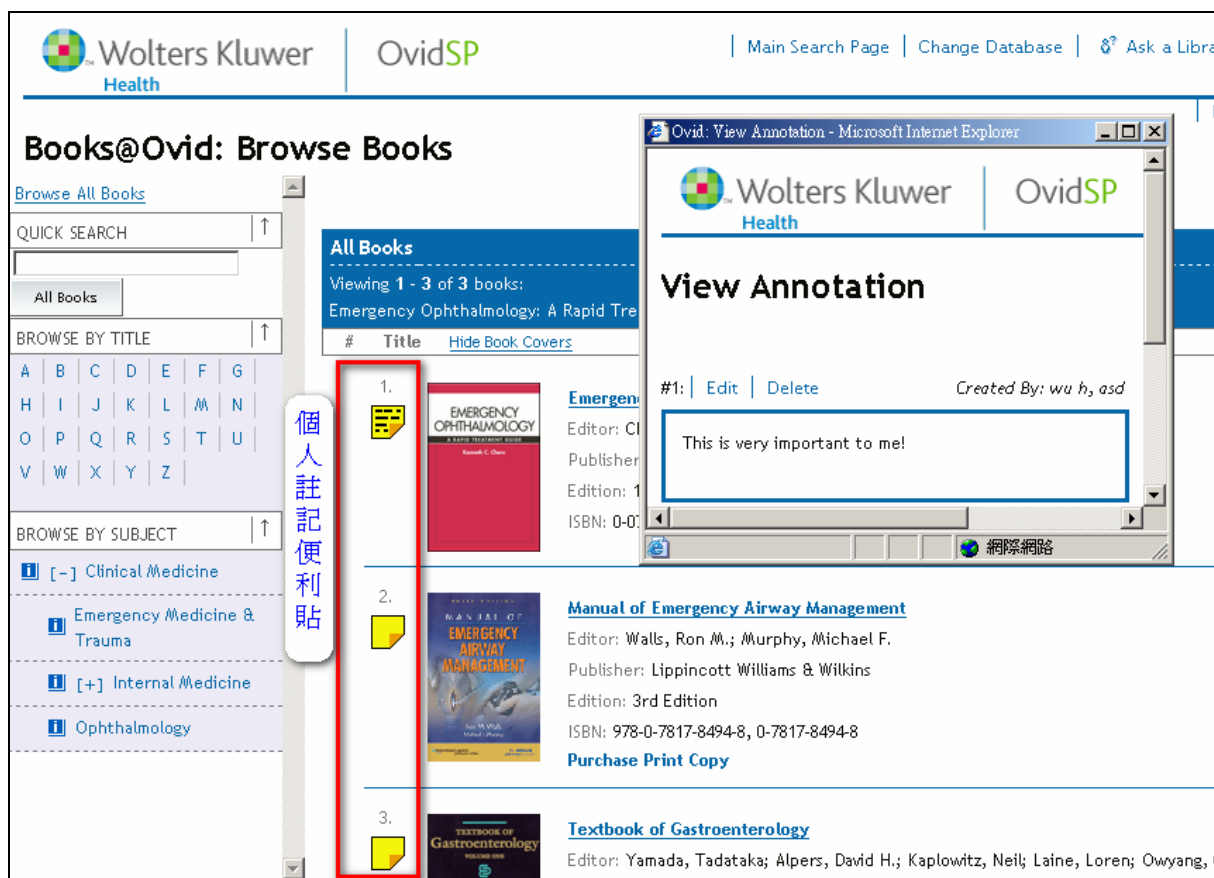 Wolters Kluwer
Health
OvidSP
Main Search Page | Change Database | Ask a Libra
Books@Ovid: Browse Books
Browse All Books
QUICK SEARCH ↑
All Books
BROWSE BY TITLE ↑
A | B | C | D | E | F | G
H | I | J | K | L | M | N
O | P | Q | R | S | T | U
V | W | X | Y | Z
BROWSE BY SUBJECT ↑
[-] Clinical Medicine
Emergency Medicine &
Trauma
[+] Internal Medicine
Ophthalmology
個人註記便利貼
All Books
Viewing 1 - 3 of 3 books:
Emergency Ophthalmology: A Rapid Tre
# Title Hide Book Covers
1.
EMERGENCY
OPHTHALMOLOGY
A RAPID TREATMENT GUIDE
Kenneth C. Chern
Emergen
Editor: Cl
Publisher
Edition: 1
ISBN: 0-07
2.
MANUAL OF
EMERGENCY
AIRWAY
MANAGEMENT
Manual of Emergency Airway Management
Editor: Walls, Ron M.; Murphy, Michael F.
Publisher: Lippincott Williams & Wilkins
Edition: 3rd Edition
ISBN: 978-0-7817-8494-8, 0-7817-8494-8
Purchase Print Copy
3.
TEXTBOOK OF
Gastroenterology
VOLUME ONE
Textbook of Gastroenterology
Editor: Yamada, Tadataka; Alpers, David H.; Kaplowitz, Neil; Laine, Loren; Owyang,
Ovid: View Annotation - Microsoft Internet Explorer
Wolters Kluwer
Health
OvidSP
View Annotation
#1: | Edit | Delete
Created By: wu h, asd
This is very important to me!
網際網路